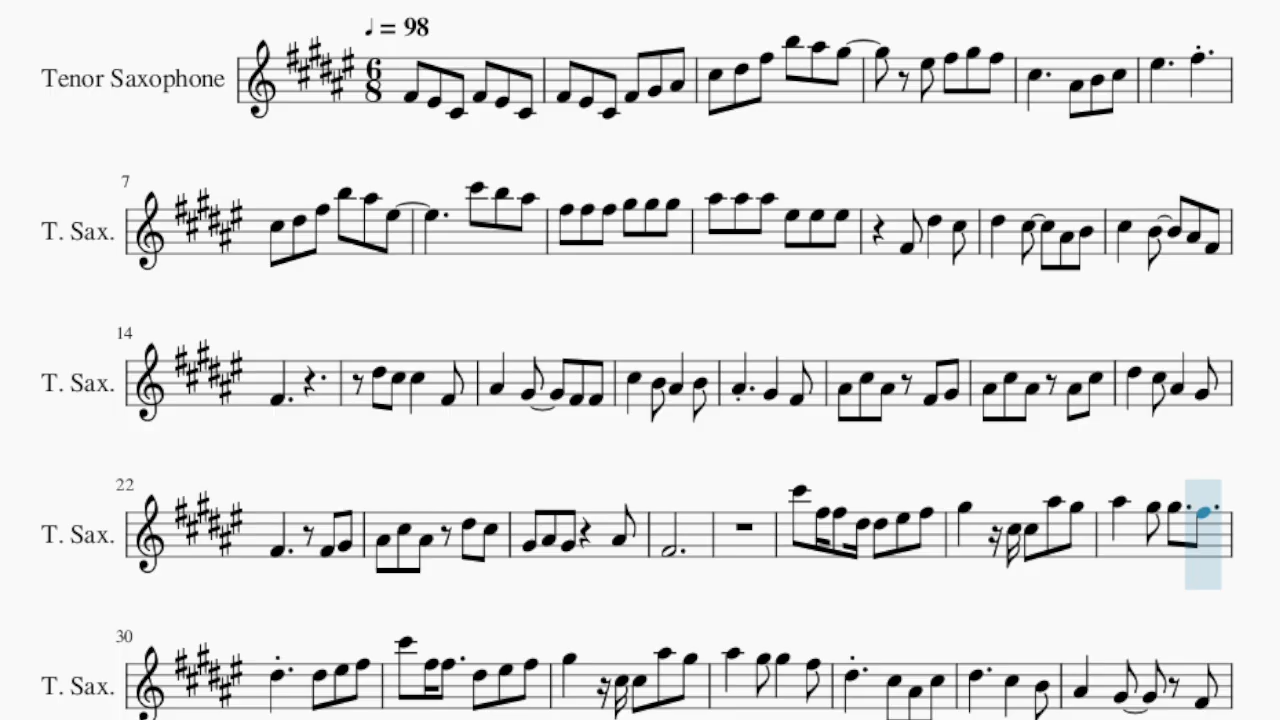 ♩ = 98
Tenor Saxophone
6
8
7
T. Sax.
14
T. Sax.
22
T. Sax.
30
T. Sax.